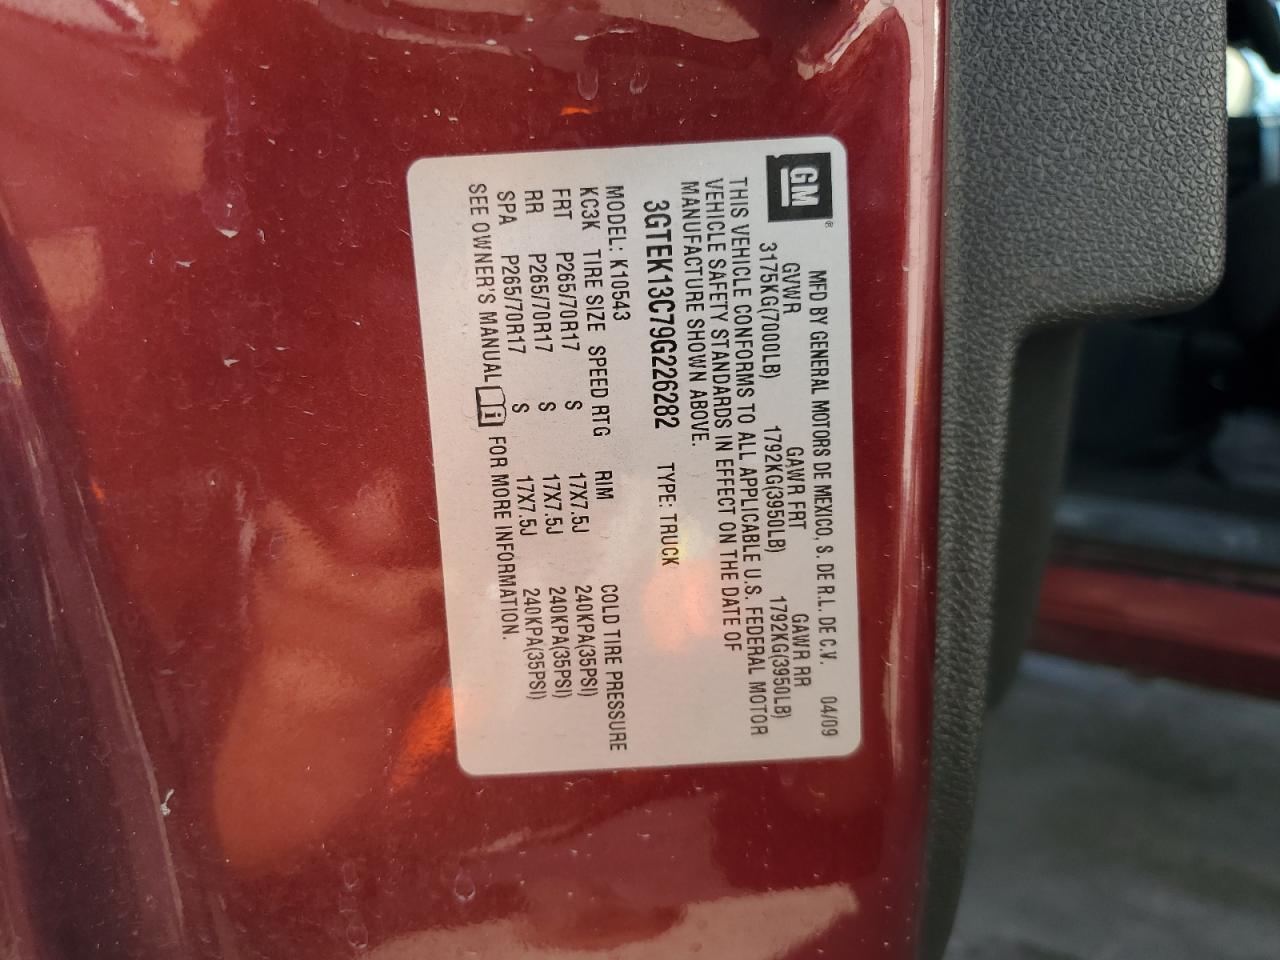 GM®
MFD BY GENERAL MOTORS DE MEXICO, S. DE R.L. DE C.V. 04/09
GVWR GAWR FRT GAWR RR
3175KG(7000LB) 1792KG(3950LB) 1792KG(3950LB)
THIS VEHICLE CONFORMS TO ALL APPLICABLE U.S. FEDERAL MOTOR
VEHICLE SAFETY STANDARDS IN EFFECT ON THE DATE OF
MANUFACTURE SHOWN ABOVE.
3GTEK13C79G226282 TYPE: TRUCK
MODEL: K10543
KC3K TIRE SIZE SPEED RTG RIM COLD TIRE PRESSURE
FRT P265/70R17 S 17X7.5J 240KPA(35PSI)
RR P265/70R17 S 17X7.5J 240KPA(35PSI)
SPA P265/70R17 S 17X7.5J 240KPA(35PSI)
SEE OWNER'S MANUAL i FOR MORE INFORMATION.